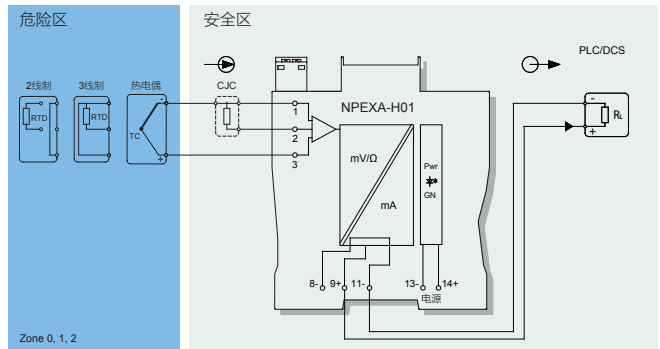 危险区
安全区
PLC/DCS
2线制
3线制
热电偶
CJC
RTD
RTD
TC
-
+
1
2
3
NPEXA-H01
mV/Ω
mA
Pwr
GN
-
RL
+
8-
9+
11-
13-
14+
电源
Zone 0, 1, 2